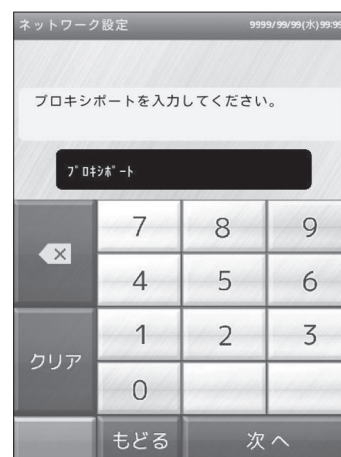 ネットワーク設定 9999/99/99(水)99:99
プロキシポートを入力してください。
ﾌﾟﾛｷｼﾎﾟｰﾄ
7 8 9
4 5 6
クリア 1 2 3
0
もどる 次へ